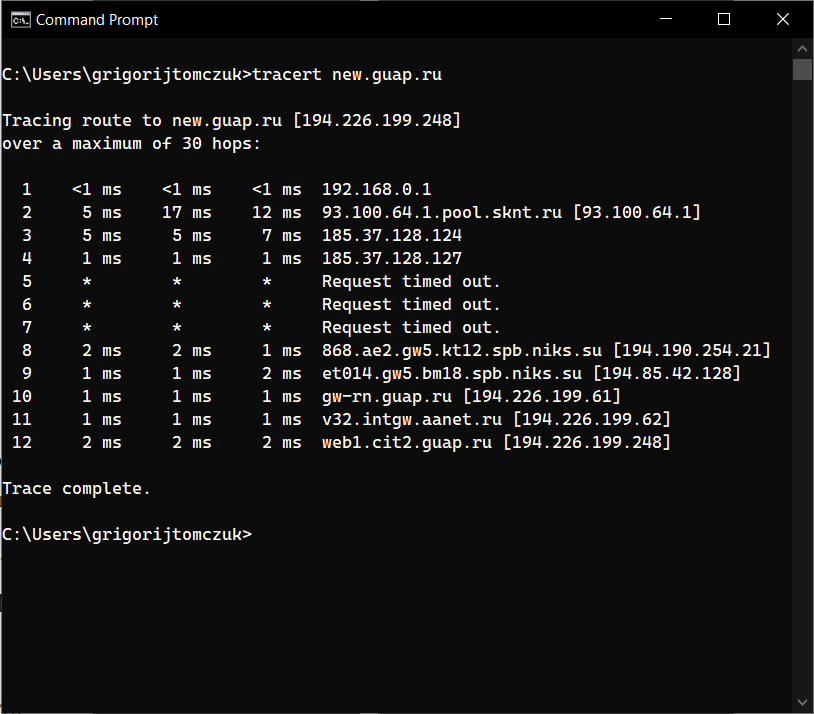 Command Prompt
C:\Users\grigorijtomczuk>tracert new.guap.ru
Tracing route to new.guap.ru [194.226.199.248]
over a maximum of 30 hops:
1 <1 ms <1 ms <1 ms 192.168.0.1
2 5 ms 17 ms 12 ms 93.100.64.1.pool.sknt.ru [93.100.64.1]
3 5 ms 5 ms 7 ms 185.37.128.124
4 1 ms 1 ms 1 ms 185.37.128.127
5 * * * Request timed out.
6 * * * Request timed out.
7 * * * Request timed out.
8 2 ms 2 ms 1 ms 868.ae2.gw5.kt12.spb.niks.su [194.190.254.21]
9 1 ms 1 ms 2 ms et014.gw5.bm18.spb.niks.su [194.85.42.128]
10 1 ms 1 ms 1 ms gw-rn.guap.ru [194.226.199.61]
11 1 ms 1 ms 1 ms v32.intgw.aanet.ru [194.226.199.62]
12 2 ms 2 ms 2 ms web1.cit2.guap.ru [194.226.199.248]
Trace complete.
C:\Users\grigorijtomczuk>